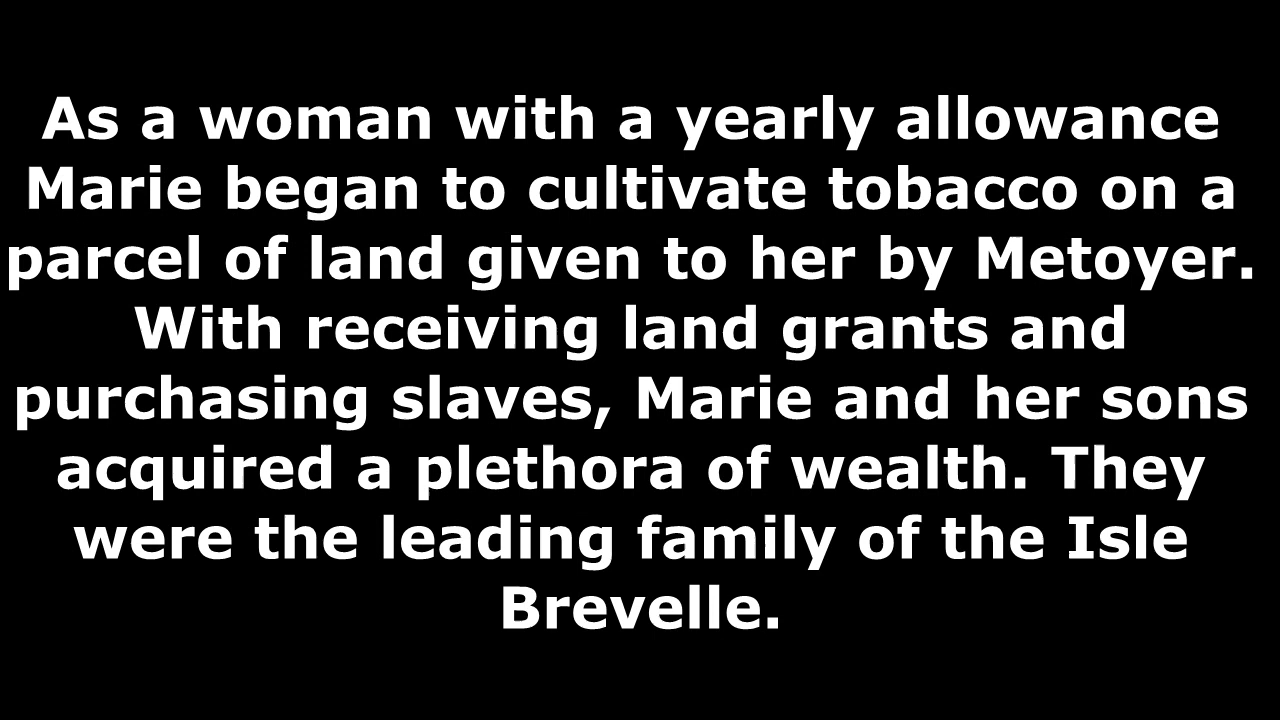 As a woman with a yearly allowance
Marie began to cultivate tobacco on a
parcel of land given to her by Metoyer.
With receiving land grants and
purchasing slaves, Marie and her sons
acquired a plethora of wealth. They
were the leading family of the Isle
Brevelle.